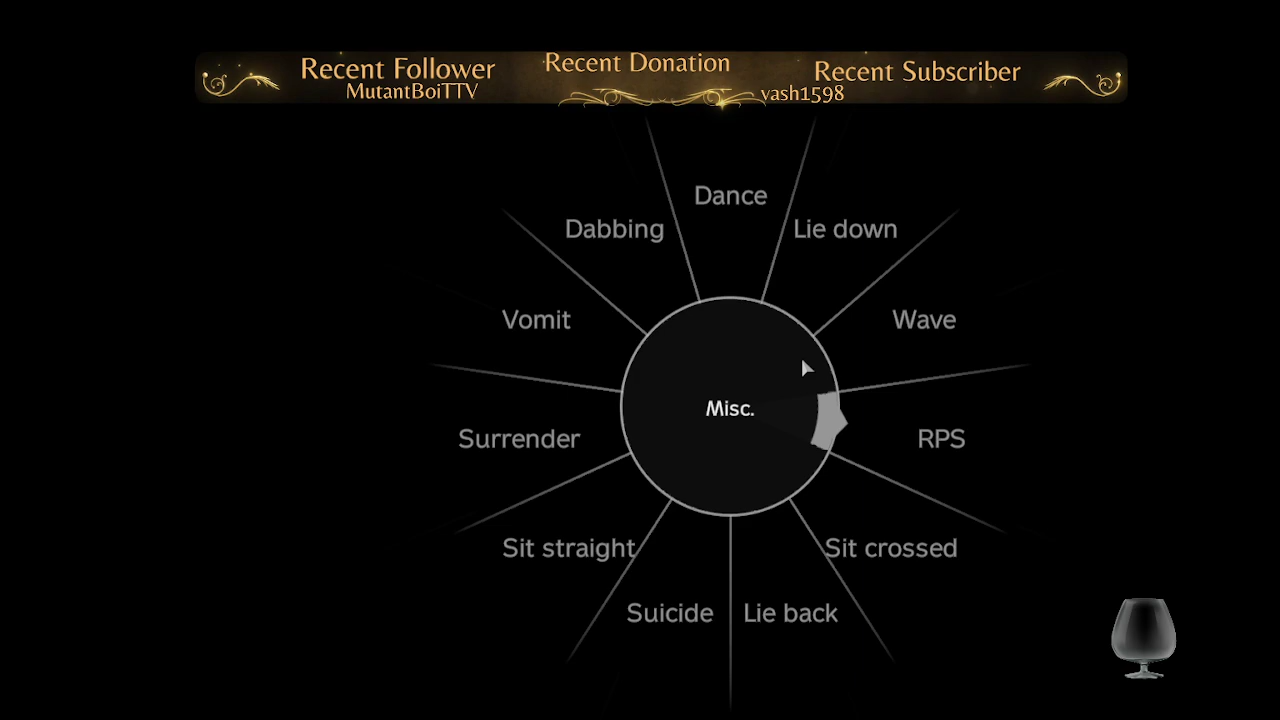 Recent Follower
MutantBoiTTV
Recent Donation
Recent Subscriber
vash1598
Dance
Dabbing
Lie down
Vomit
Wave
Misc.
Surrender
RPS
Sit straight
Sit crossed
Suicide
Lie back